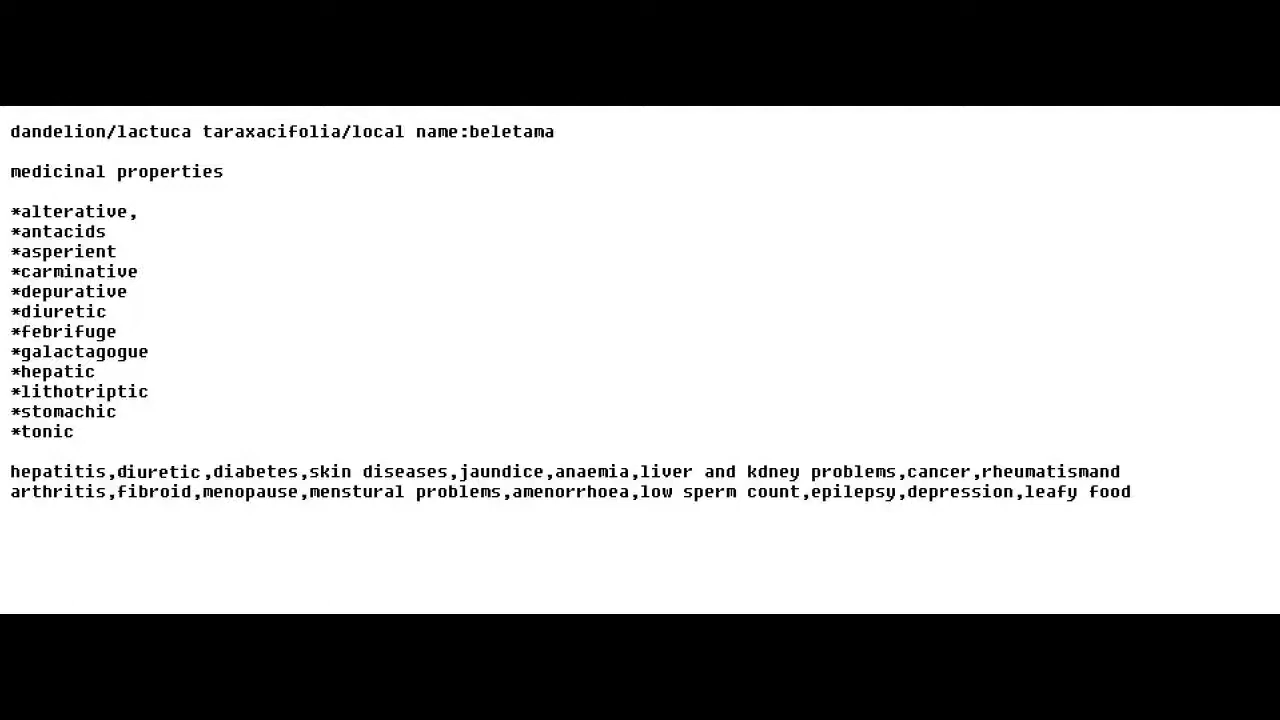 dandelion/lactuca taraxacifolia/local name:beletama
medicinal properties
*alterative,
*antacids
*asperient
*carminative
*depurative
*diuretic
*febrifuge
*galactagogue
*hepatic
*lithotriptic
*stomachic
*tonic
hepatitis,diuretic,diabetes,skin diseases,jaundice,anaemia,liver and kdney problems,cancer,rheumatismand
arthritis,fibroid,menopause,menstural problems,amenorrhoea,low sperm count,epilepsy,depression,leafy food